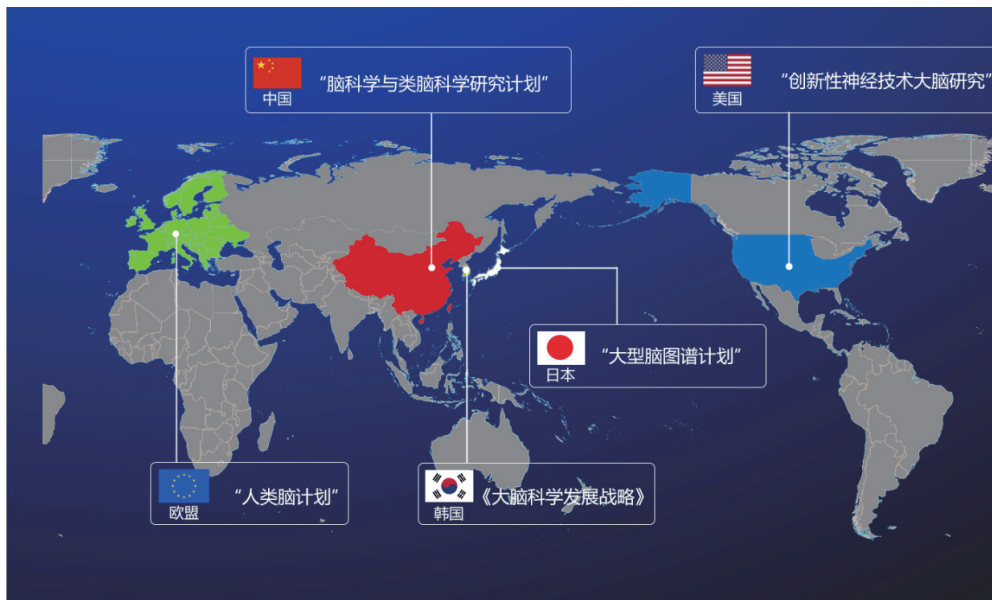 中国
“脑科学与类脑科学研究计划”
美国
“创新性神经技术大脑研究”
日本
“大型脑图谱计划”
欧盟
“人类脑计划”
韩国
《大脑科学发展战略》